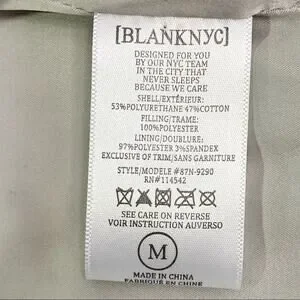 [BLANKNYC]
DESIGNED FOR YOU
BY OUR NYC TEAM
IN THE CITY THAT
NEVER SLEEPS
BECAUSE WE CARE
SHELL/EXTÉRIEUR:
53%POLYURETHANE 47%COTTON
FILLING/TRAME:
100%POLYESTER
LINING/DOUBLURE:
97%POLYESTER 3%SPANDEX
EXCLUSIVE OF TRIM/SANS GARNITURE
STYLE/MODELE #87N-9290
RN#114542
SEE CARE ON REVERSE
VOIR INSTRUCTION AUVERSO
M
MADE IN CHINA
FABRIQUÉ EN CHINE